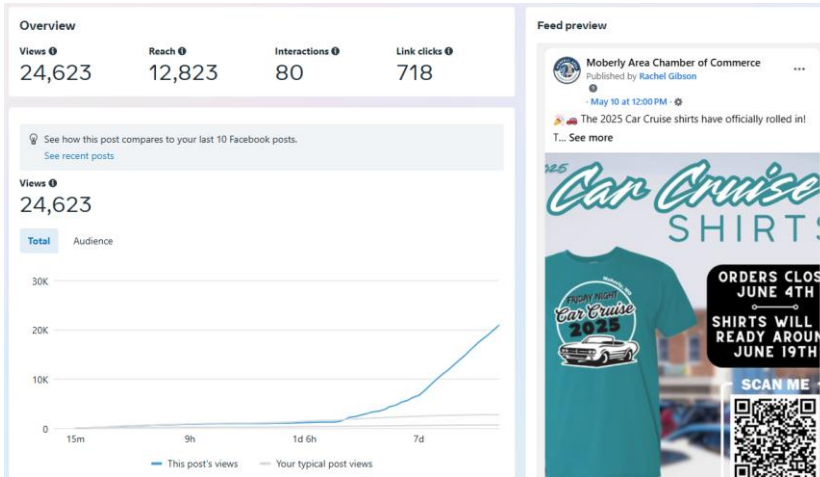 Overview
Views
Reach
Interactions
Link clicks
24,623
12,823
80
718
See how this post compares to your last 10 Facebook posts.
See recent posts
Views
24,623
Total
Audience
30K
20K
10K
0
15m
9h
1d 6h
7d
This post's views
Your typical post views
Feed preview
Moberly Area Chamber of Commerce
Published by Rachel Gibson
· May 10 at 12:00 PM ·
The 2025 Car Cruise shirts have officially rolled in!
T... See more
2025
Car Cruise
SHIRTS
Moberly, MO
FRIDAY NIGHT
Car Cruise
2025
ORDERS CLOS
JUNE 4TH
SHIRTS WILL
READY AROUN
JUNE 19TH
SCAN ME